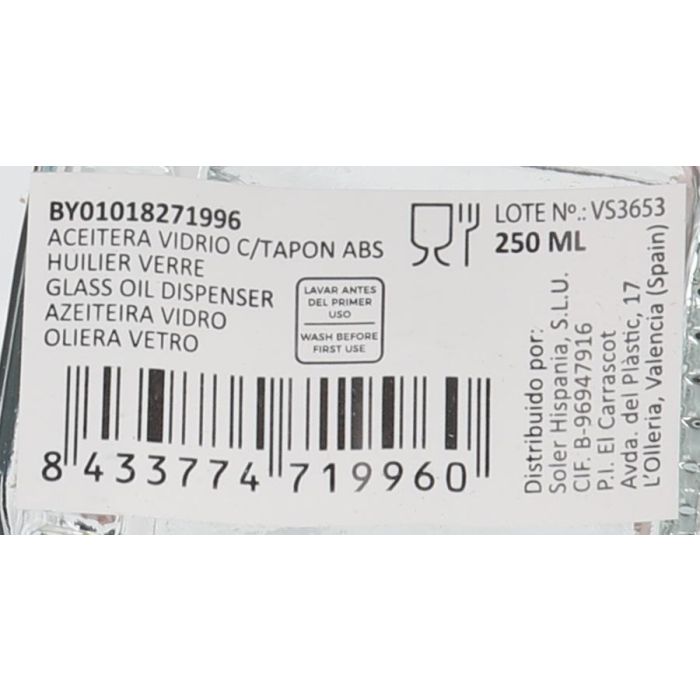 BY01018271996
ACEITERA VIDRIO C/TAPON ABS
HUILIER VERRE
GLASS OIL DISPENSER
AZEITEIRA VIDRO
OLIERA VETRO
LAVAR ANTES
DEL PRIMER
USO
WASH BEFORE
FIRST USE
LOTE Nº.: VS3653
250 ML
8 433774 719960
Distribuido por:
Soler Hispania, S.L.U.
CIF. B-96947916
P.I. El Carrascot
Avda. del Plàstic, 17
L'Olleria, Valencia (Spain)